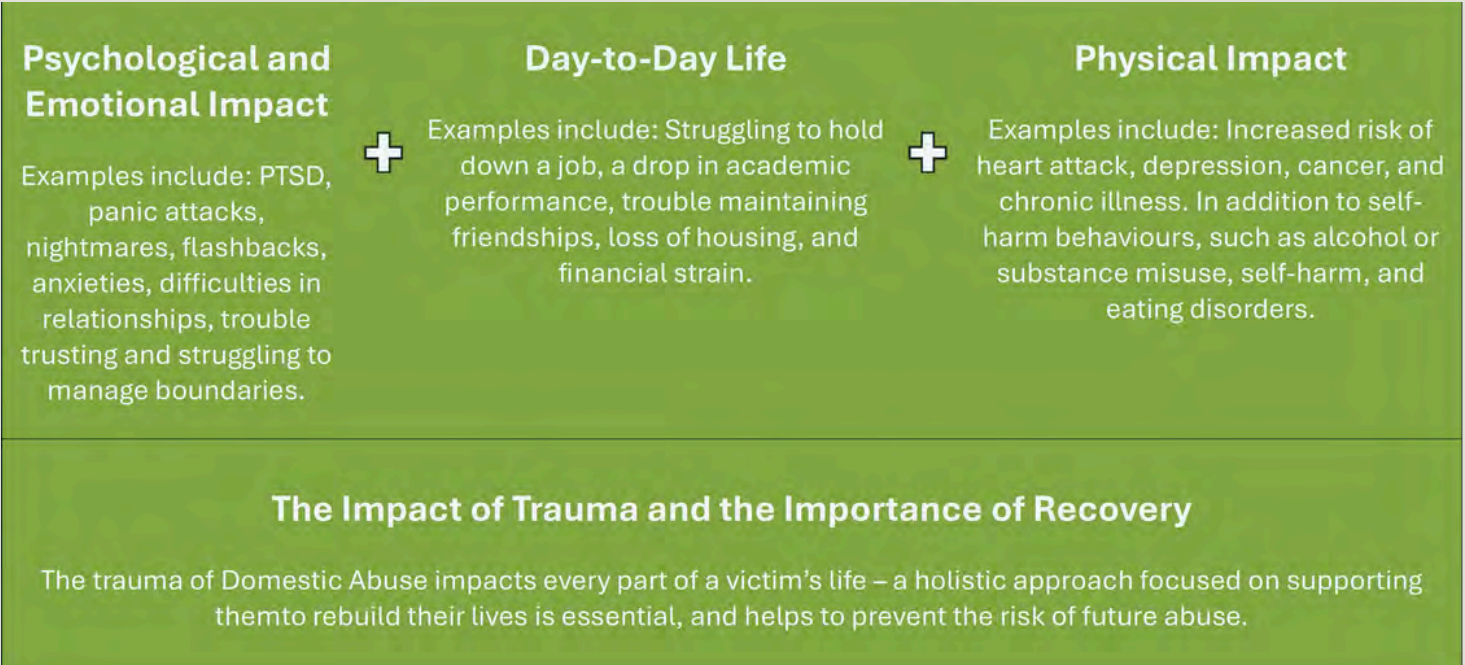 Psychological and
Emotional Impact
Examples include: PTSD,
panic attacks,
nightmares, flashbacks,
anxieties, difficulties in
relationships, trouble
trusting and struggling to
manage boundaries.
Day-to-Day Life
Examples include: Struggling to hold
down a job, a drop in academic
performance, trouble maintaining
friendships, loss of housing, and
financial strain.
Physical Impact
Examples include: Increased risk of
heart attack, depression, cancer, and
chronic illness. In addition to self-
harm behaviours, such as alcohol or
substance misuse, self-harm, and
eating disorders.
The Impact of Trauma and the Importance of Recovery
The trauma of Domestic Abuse impacts every part of a victim’s life – a holistic approach focused on supporting
themto rebuild their lives is essential, and helps to prevent the risk of future abuse.